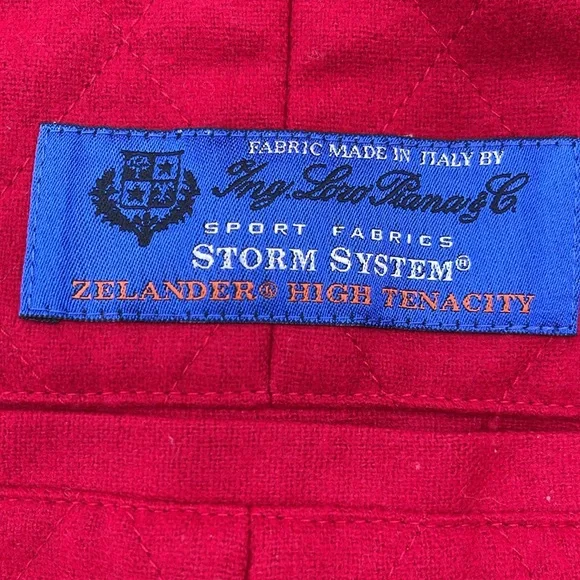 FABRIC MADE IN ITALY BY
Ing. Loro Piana & C.
SPORT FABRICS
STORM SYSTEM®
ZELANDER® HIGH TENACITY